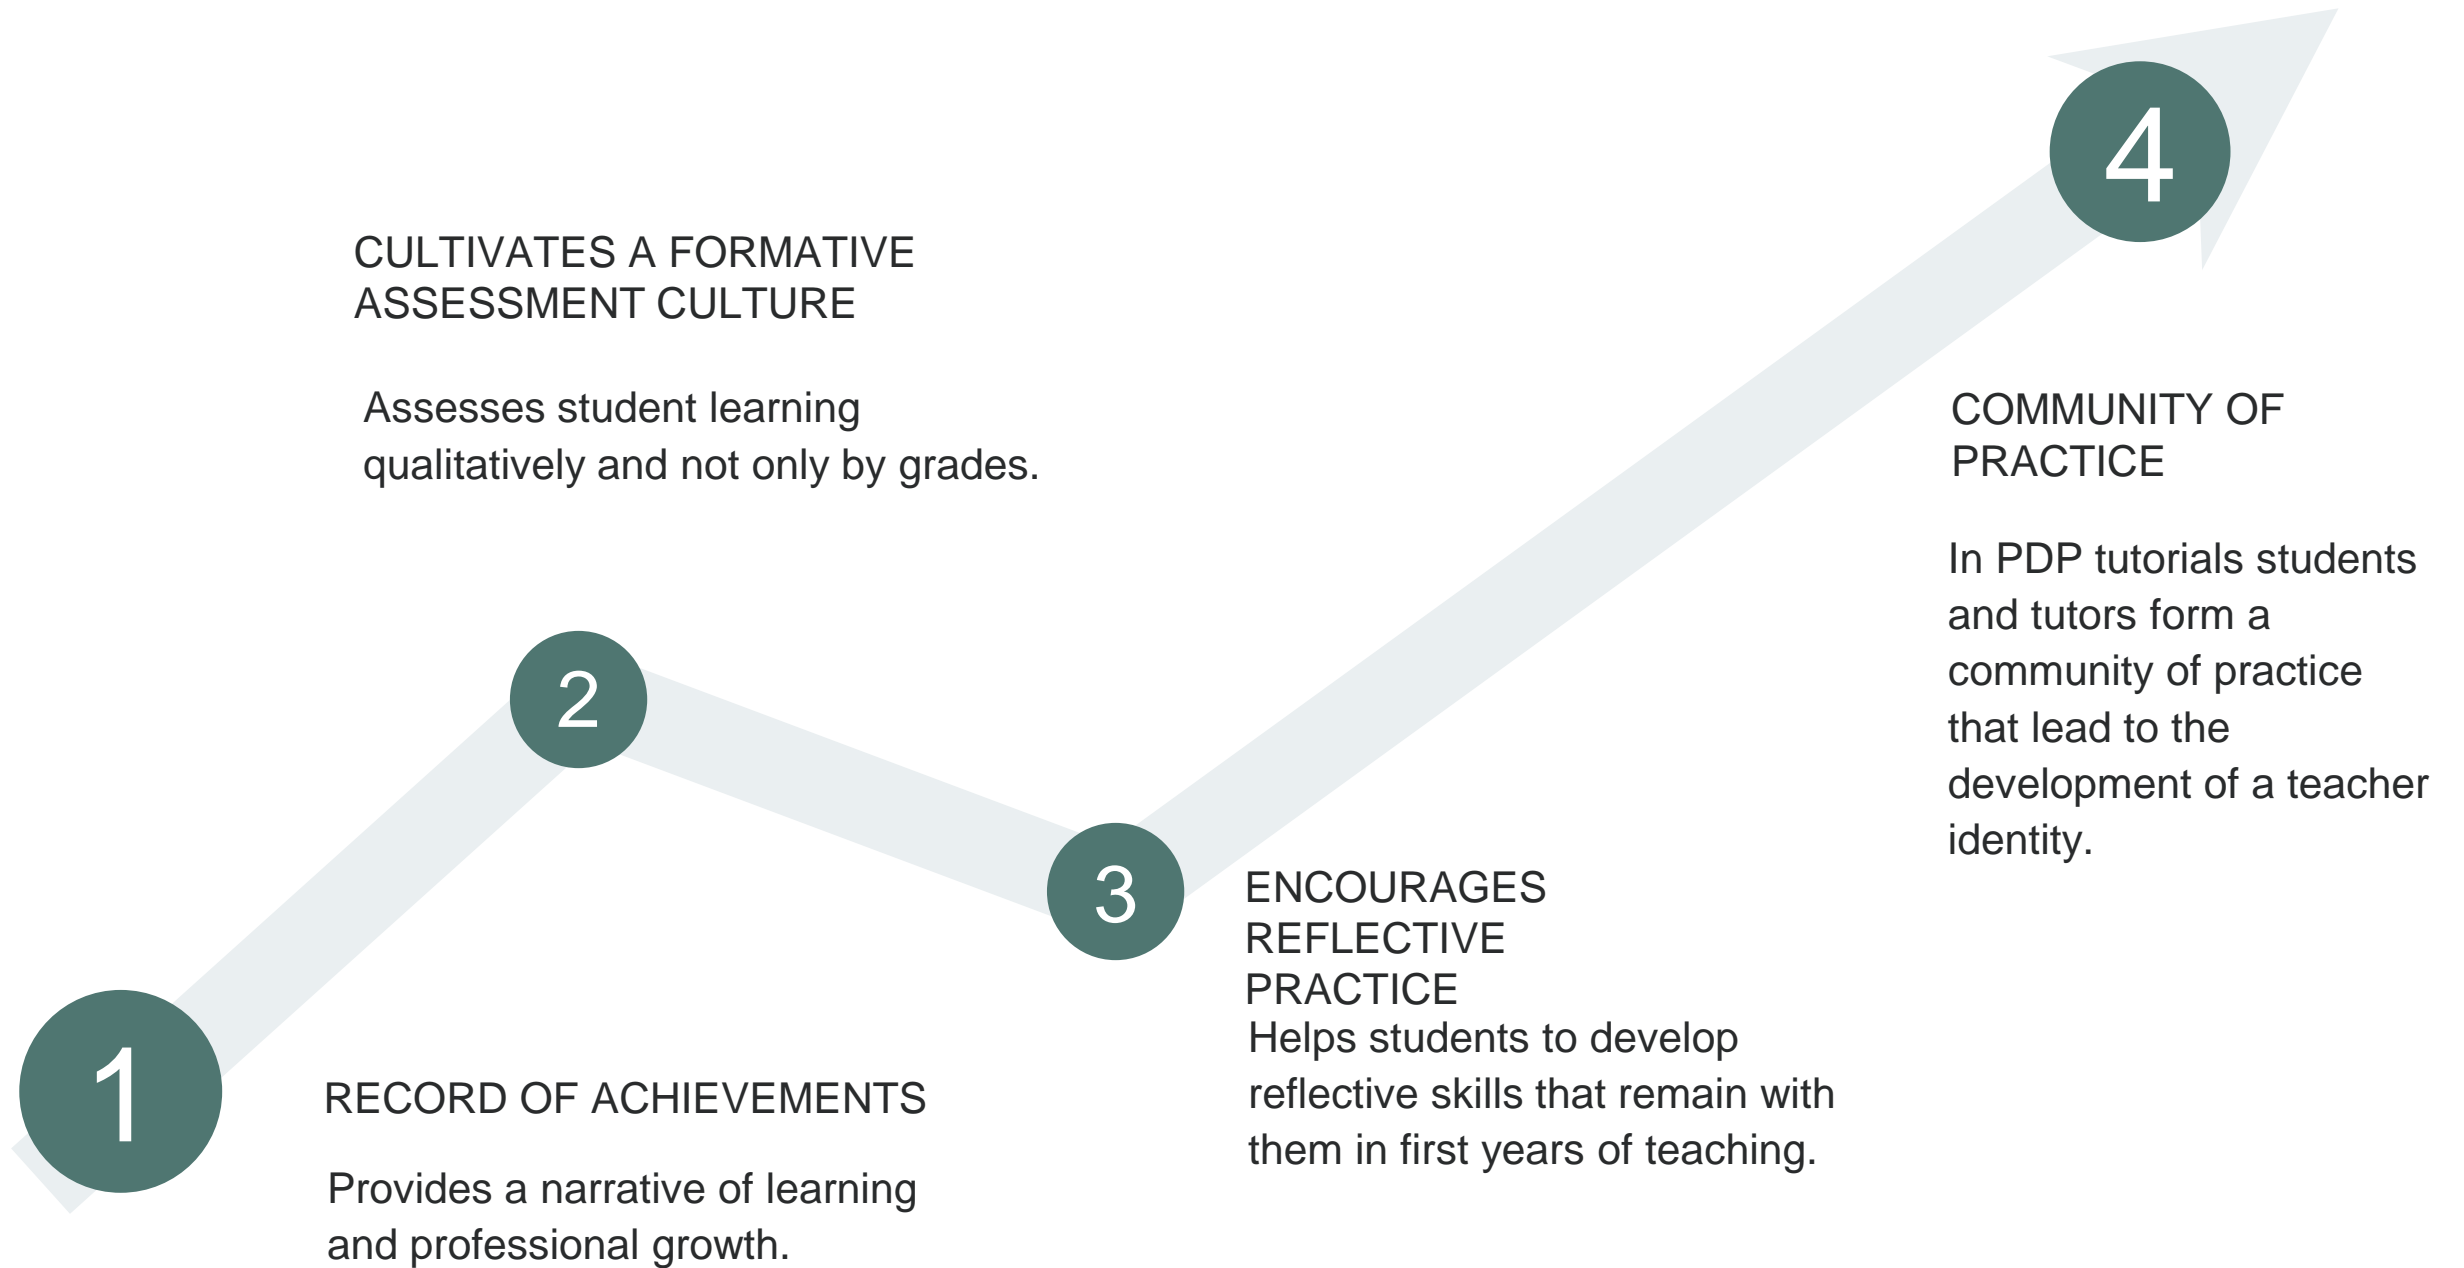 1
RECORD OF ACHIEVEMENTS
Provides a narrative of learning
and professional growth.
2
CULTIVATES A FORMATIVE
ASSESSMENT CULTURE
Assesses student learning
qualitatively and not only by grades.
3
ENCOURAGES
REFLECTIVE
PRACTICE
Helps students to develop
reflective skills that remain with
them in first years of teaching.
4
COMMUNITY OF
PRACTICE
In PDP tutorials students
and tutors form a
community of practice
that lead to the
development of a teacher
identity.